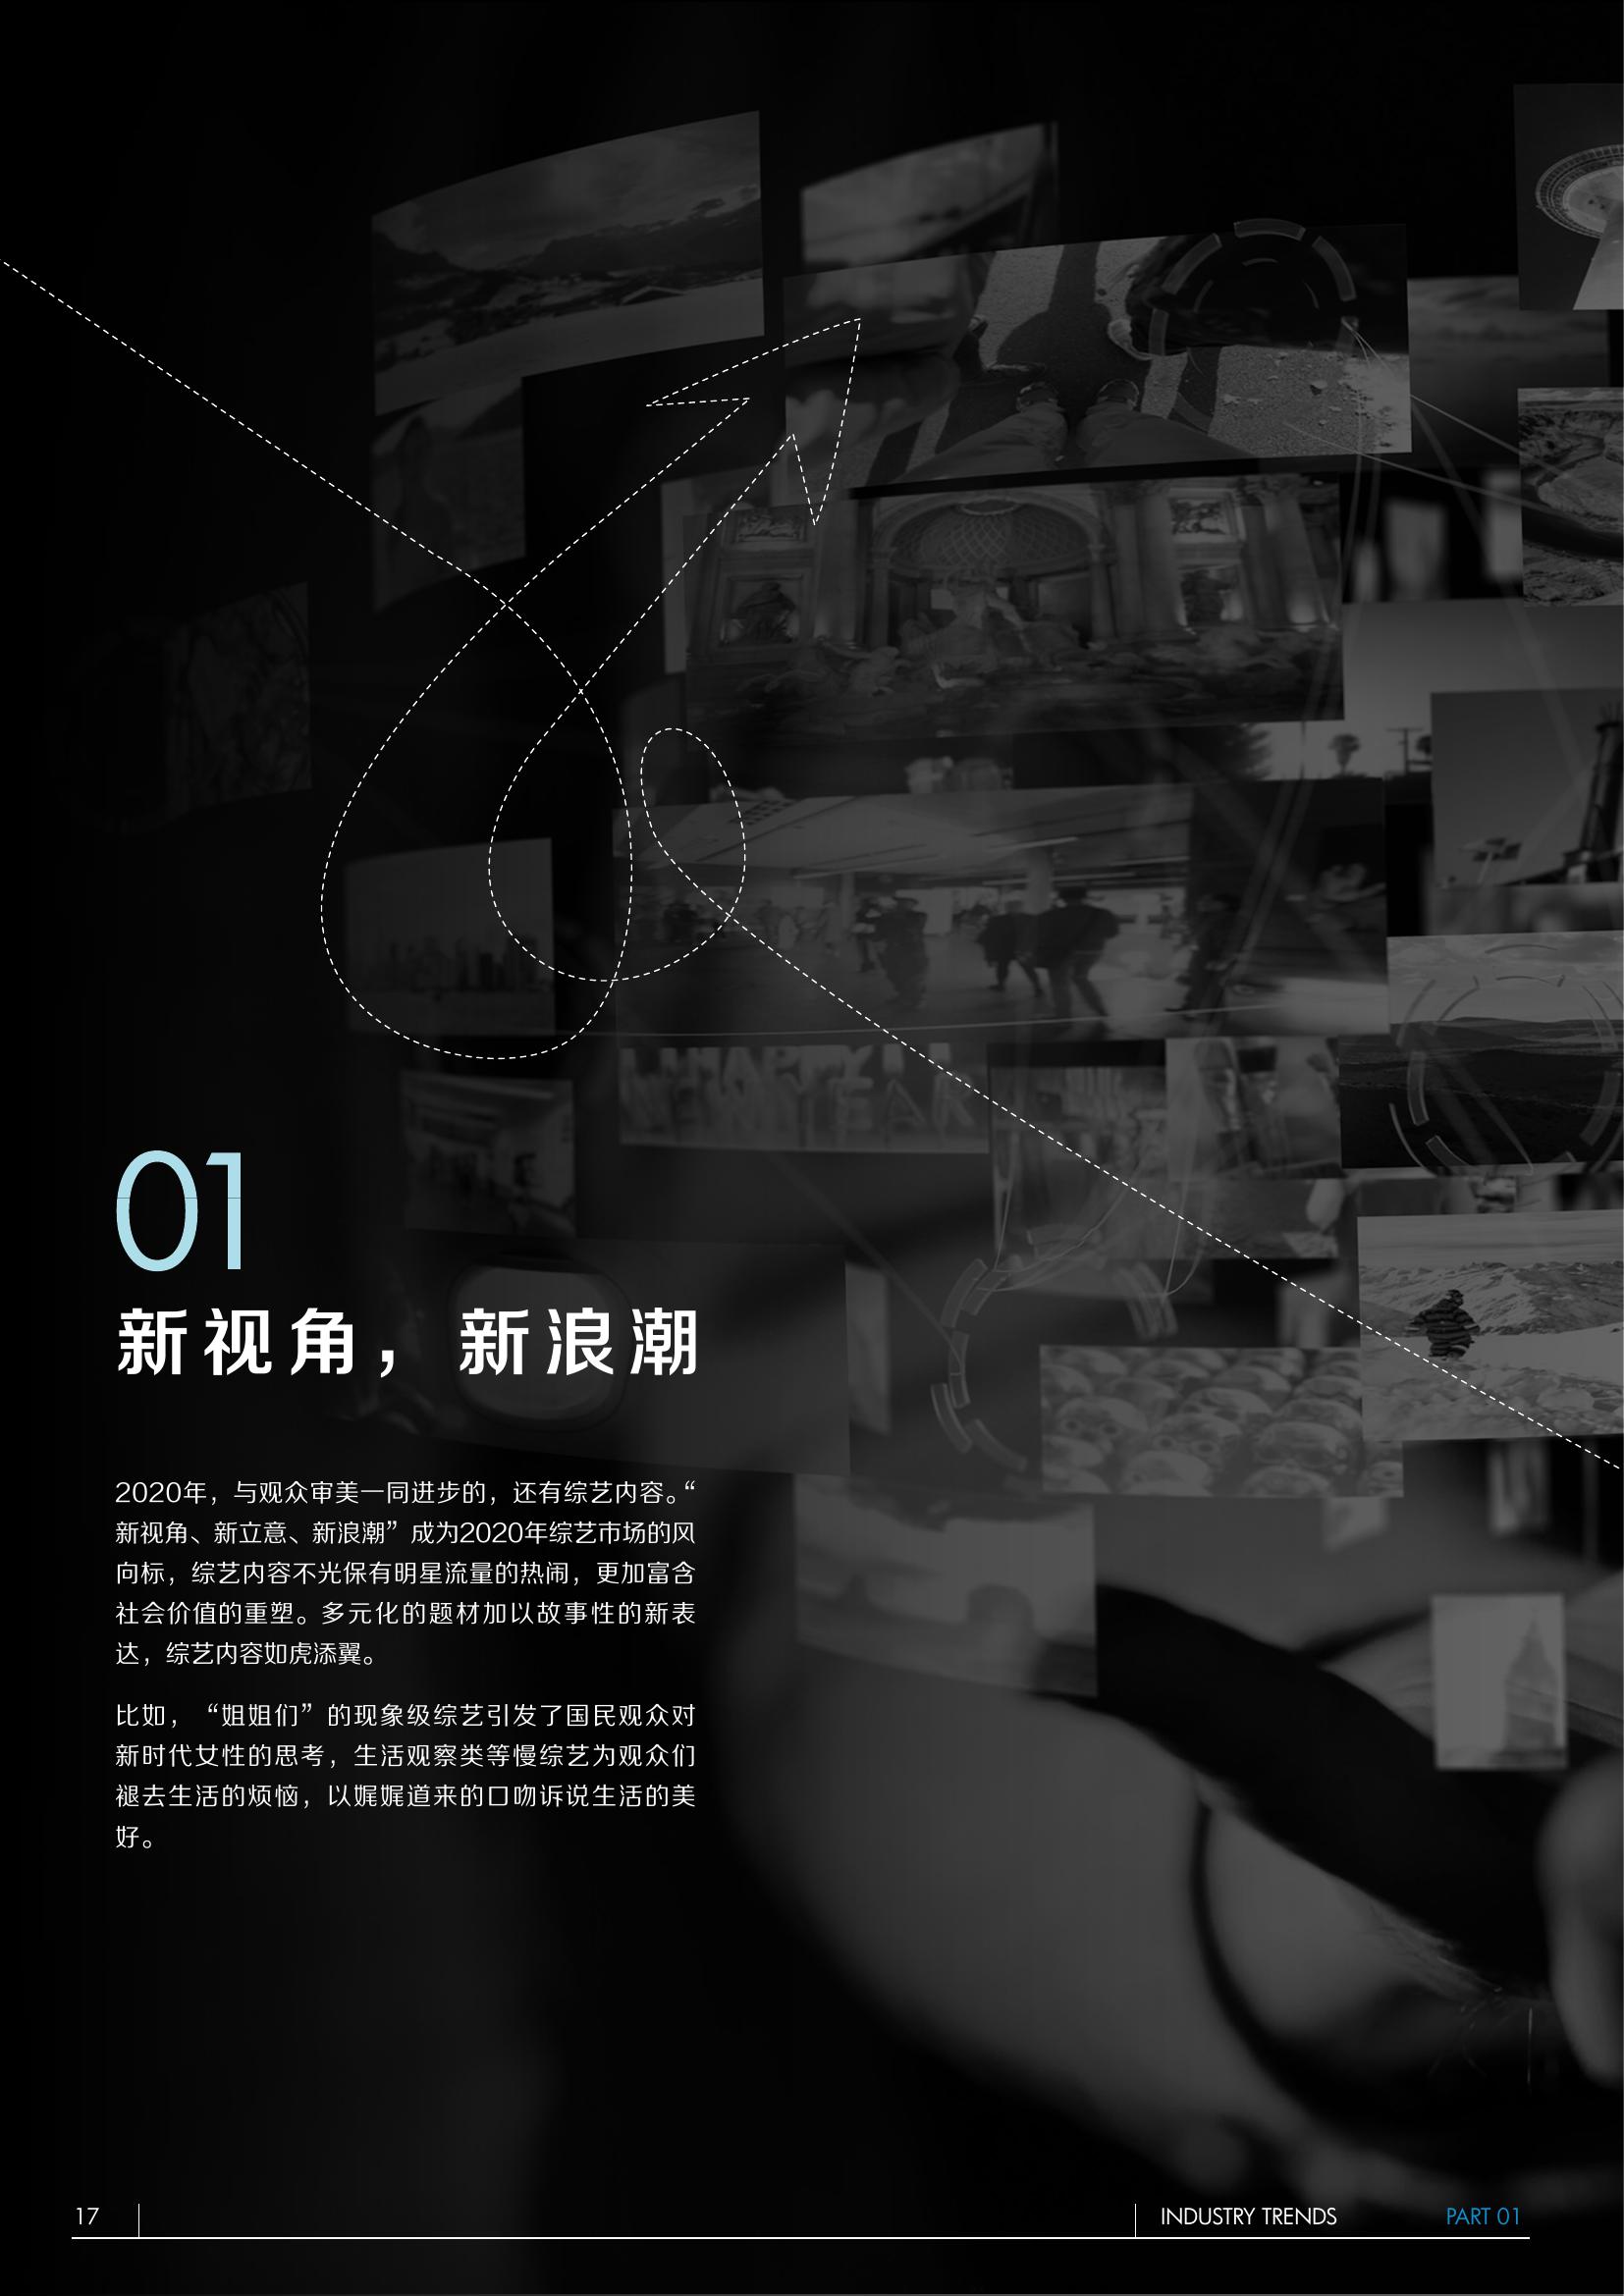 HAPPY
NEW YEAR
01
新视角，新浪潮
2020年，与观众审美一同进步的，还有综艺内容。“
新视角、新立意、新浪潮”成为2020年综艺市场的风
向标，综艺内容不光保有明星流量的热闹，更加富含
社会价值的重塑。多元化的题材加以故事性的新表
达，综艺内容如虎添翼。
比如，“姐姐们”的现象级综艺引发了国民观众对
新时代女性的思考，生活观察类等慢综艺为观众们
褪去生活的烦恼，以娓娓道来的口吻诉说生活的美
好。
17
INDUSTRY TRENDS
PART 01